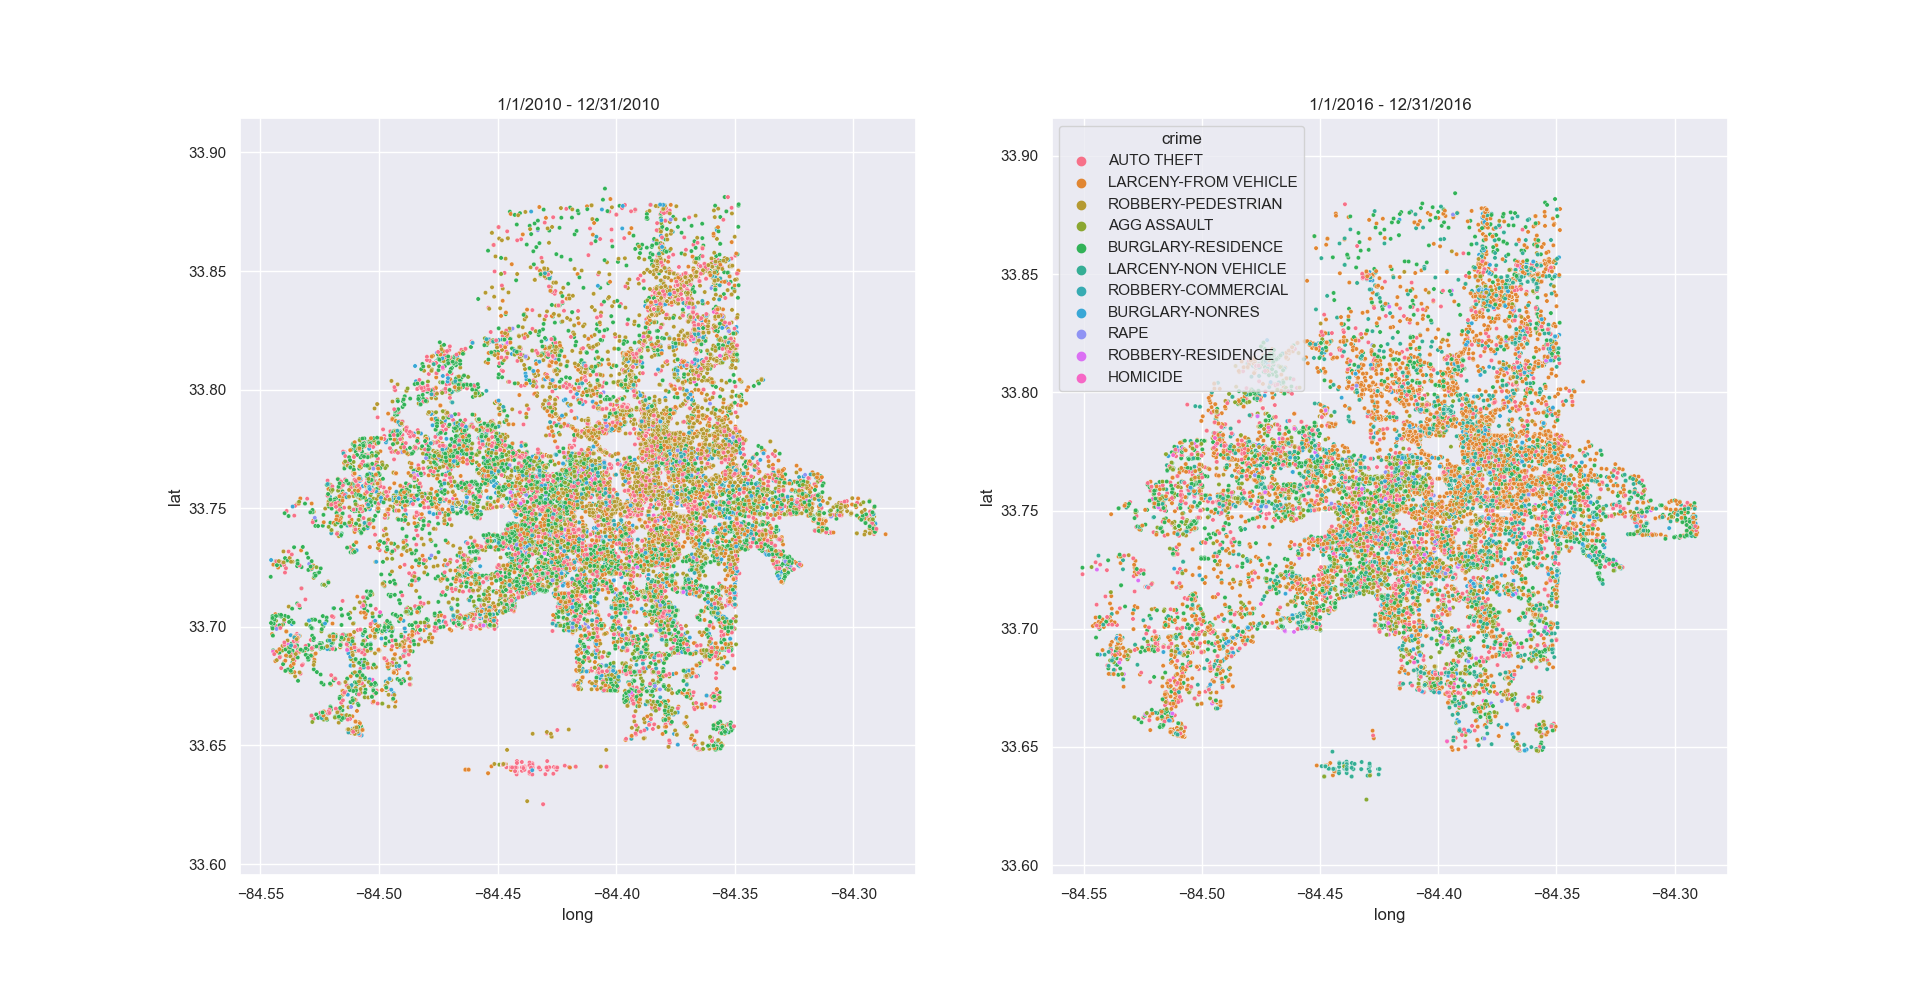 1/1/2010 - 12/31/2010
33.90
33.85
33.80
33.75
33.70
33.65
33.60
lat
−84.55
−84.50
−84.45
−84.40
−84.35
−84.30
long
1/1/2016 - 12/31/2016
crime
AUTO THEFT
LARCENY-FROM VEHICLE
ROBBERY-PEDESTRIAN
AGG ASSAULT
BURGLARY-RESIDENCE
LARCENY-NON VEHICLE
ROBBERY-COMMERCIAL
BURGLARY-NONRES
RAPE
ROBBERY-RESIDENCE
HOMICIDE
33.90
33.85
33.80
33.75
33.70
33.65
33.60
lat
−84.55
−84.50
−84.45
−84.40
−84.35
−84.30
long